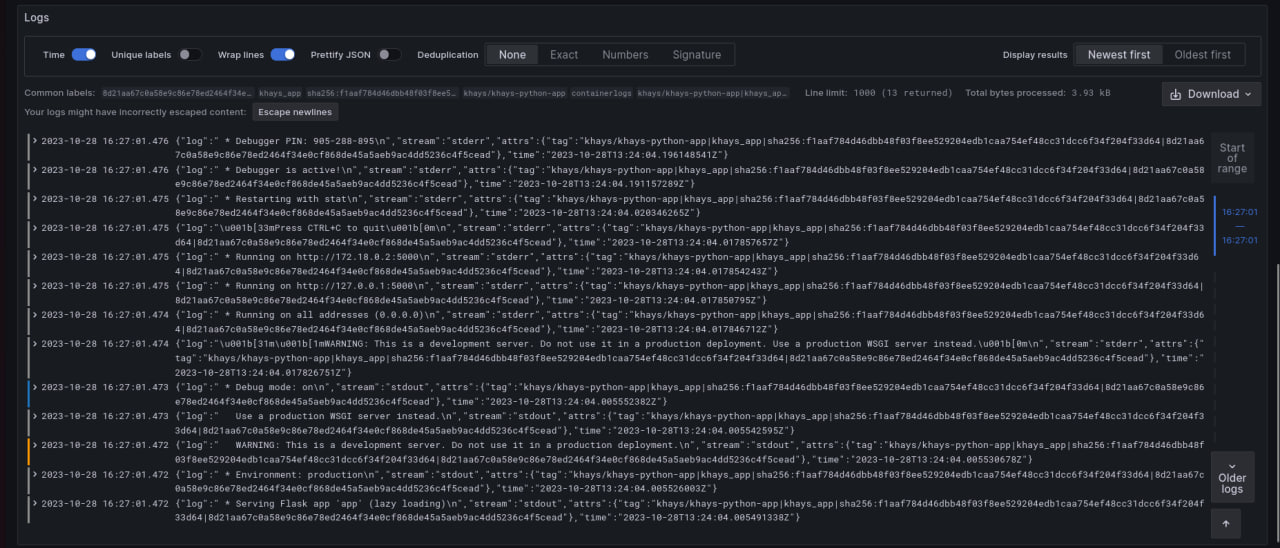 Logs
Time Unique labels Wrap lines Prettify JSON Deduplication None Exact Numbers Signature Display results Newest first Oldest first
Common labels: 8d21aa67c0a58e9c86e78ed2464f34e… khays_app sha256:f1aaf784d46dbb48f03f8ee5… khays/khays-python-app containerlogs khays/khays-python-app|khays_ap… Line limit: 1000 (13 returned) Total bytes processed: 3.93 kB Download
Your logs might have incorrectly escaped content: Escape newlines
2023-10-28 16:27:01.476 {"log":" * Debugger PIN: 905-288-895\n","stream":"stderr","attrs":{"tag":"khays/khays-python-app|khays_app|sha256:f1aaf784d46dbb48f03f8ee529204edb1caa754ef48cc31dcc6f34f204f33d64|8d21aa6
7c0a58e9c86e78ed2464f34e0cf868de45a5aeb9ac4dd5236c4f5cead"},"time":"2023-10-28T13:24:04.196148541Z"}
2023-10-28 16:27:01.476 {"log":" * Debugger is active!\n","stream":"stderr","attrs":{"tag":"khays/khays-python-app|khays_app|sha256:f1aaf784d46dbb48f03f8ee529204edb1caa754ef48cc31dcc6f34f204f33d64|8d21aa67c0a58
e9c86e78ed2464f34e0cf868de45a5aeb9ac4dd5236c4f5cead"},"time":"2023-10-28T13:24:04.191157289Z"}
2023-10-28 16:27:01.475 {"log":" * Restarting with stat\n","stream":"stderr","attrs":{"tag":"khays/khays-python-app|khays_app|sha256:f1aaf784d46dbb48f03f8ee529204edb1caa754ef48cc31dcc6f34f204f33d64|8d21aa67c0a5
8e9c86e78ed2464f34e0cf868de45a5aeb9ac4dd5236c4f5cead"},"time":"2023-10-28T13:24:04.020346265Z"}
2023-10-28 16:27:01.475 {"log":"\u001b[33mPress CTRL+C to quit\u001b[0m\n","stream":"stderr","attrs":{"tag":"khays/khays-python-app|khays_app|sha256:f1aaf784d46dbb48f03f8ee529204edb1caa754ef48cc31dcc6f34f204f33
d64|8d21aa67c0a58e9c86e78ed2464f34e0cf868de45a5aeb9ac4dd5236c4f5cead"},"time":"2023-10-28T13:24:04.017857657Z"}
2023-10-28 16:27:01.475 {"log":" * Running on http://172.18.0.2:5000\n","stream":"stderr","attrs":{"tag":"khays/khays-python-app|khays_app|sha256:f1aaf784d46dbb48f03f8ee529204edb1caa754ef48cc31dcc6f34f204f33d6
4|8d21aa67c0a58e9c86e78ed2464f34e0cf868de45a5aeb9ac4dd5236c4f5cead"},"time":"2023-10-28T13:24:04.017854243Z"}
2023-10-28 16:27:01.475 {"log":" * Running on http://127.0.0.1:5000\n","stream":"stderr","attrs":{"tag":"khays/khays-python-app|khays_app|sha256:f1aaf784d46dbb48f03f8ee529204edb1caa754ef48cc31dcc6f34f204f33d64|
8d21aa67c0a58e9c86e78ed2464f34e0cf868de45a5aeb9ac4dd5236c4f5cead"},"time":"2023-10-28T13:24:04.017850795Z"}
2023-10-28 16:27:01.474 {"log":" * Running on all addresses (0.0.0.0)\n","stream":"stderr","attrs":{"tag":"khays/khays-python-app|khays_app|sha256:f1aaf784d46dbb48f03f8ee529204edb1caa754ef48cc31dcc6f34f204f33d6
4|8d21aa67c0a58e9c86e78ed2464f34e0cf868de45a5aeb9ac4dd5236c4f5cead"},"time":"2023-10-28T13:24:04.017846712Z"}
2023-10-28 16:27:01.474 {"log":"\u001b[31m\u001b[1mWARNING: This is a development server. Do not use it in a production deployment. Use a production WSGI server instead.\u001b[0m\n","stream":"stderr","attrs":{"
tag":"khays/khays-python-app|khays_app|sha256:f1aaf784d46dbb48f03f8ee529204edb1caa754ef48cc31dcc6f34f204f33d64|8d21aa67c0a58e9c86e78ed2464f34e0cf868de45a5aeb9ac4dd5236c4f5cead"},"time":"
2023-10-28T13:24:04.017826751Z"}
2023-10-28 16:27:01.473 {"log":" * Debug mode: on\n","stream":"stdout","attrs":{"tag":"khays/khays-python-app|khays_app|sha256:f1aaf784d46dbb48f03f8ee529204edb1caa754ef48cc31dcc6f34f204f33d64|8d21aa67c0a58e9c86
e78ed2464f34e0cf868de45a5aeb9ac4dd5236c4f5cead"},"time":"2023-10-28T13:24:04.005552382Z"}
2023-10-28 16:27:01.473 {"log":"   Use a production WSGI server instead.\n","stream":"stdout","attrs":{"tag":"khays/khays-python-app|khays_app|sha256:f1aaf784d46dbb48f03f8ee529204edb1caa754ef48cc31dcc6f34f204f3
3d64|8d21aa67c0a58e9c86e78ed2464f34e0cf868de45a5aeb9ac4dd5236c4f5cead"},"time":"2023-10-28T13:24:04.005542595Z"}
2023-10-28 16:27:01.472 {"log":"   WARNING: This is a development server. Do not use it in a production deployment.\n","stream":"stdout","attrs":{"tag":"khays/khays-python-app|khays_app|sha256:f1aaf784d46dbb48f
03f8ee529204edb1caa754ef48cc31dcc6f34f204f33d64|8d21aa67c0a58e9c86e78ed2464f34e0cf868de45a5aeb9ac4dd5236c4f5cead"},"time":"2023-10-28T13:24:04.005530678Z"}
2023-10-28 16:27:01.472 {"log":" * Environment: production\n","stream":"stdout","attrs":{"tag":"khays/khays-python-app|khays_app|sha256:f1aaf784d46dbb48f03f8ee529204edb1caa754ef48cc31dcc6f34f204f33d64|8d21aa67c
0a58e9c86e78ed2464f34e0cf868de45a5aeb9ac4dd5236c4f5cead"},"time":"2023-10-28T13:24:04.005526003Z"}
2023-10-28 16:27:01.472 {"log":" * Serving Flask app 'app' (lazy loading)\n","stream":"stdout","attrs":{"tag":"khays/khays-python-app|khays_app|sha256:f1aaf784d46dbb48f03f8ee529204edb1caa754ef48cc31dcc6f34f204f
33d64|8d21aa67c0a58e9c86e78ed2464f34e0cf868de45a5aeb9ac4dd5236c4f5cead"},"time":"2023-10-28T13:24:04.005491338Z"}
Start
of
range
16:27:01
—
16:27:01
Older
logs